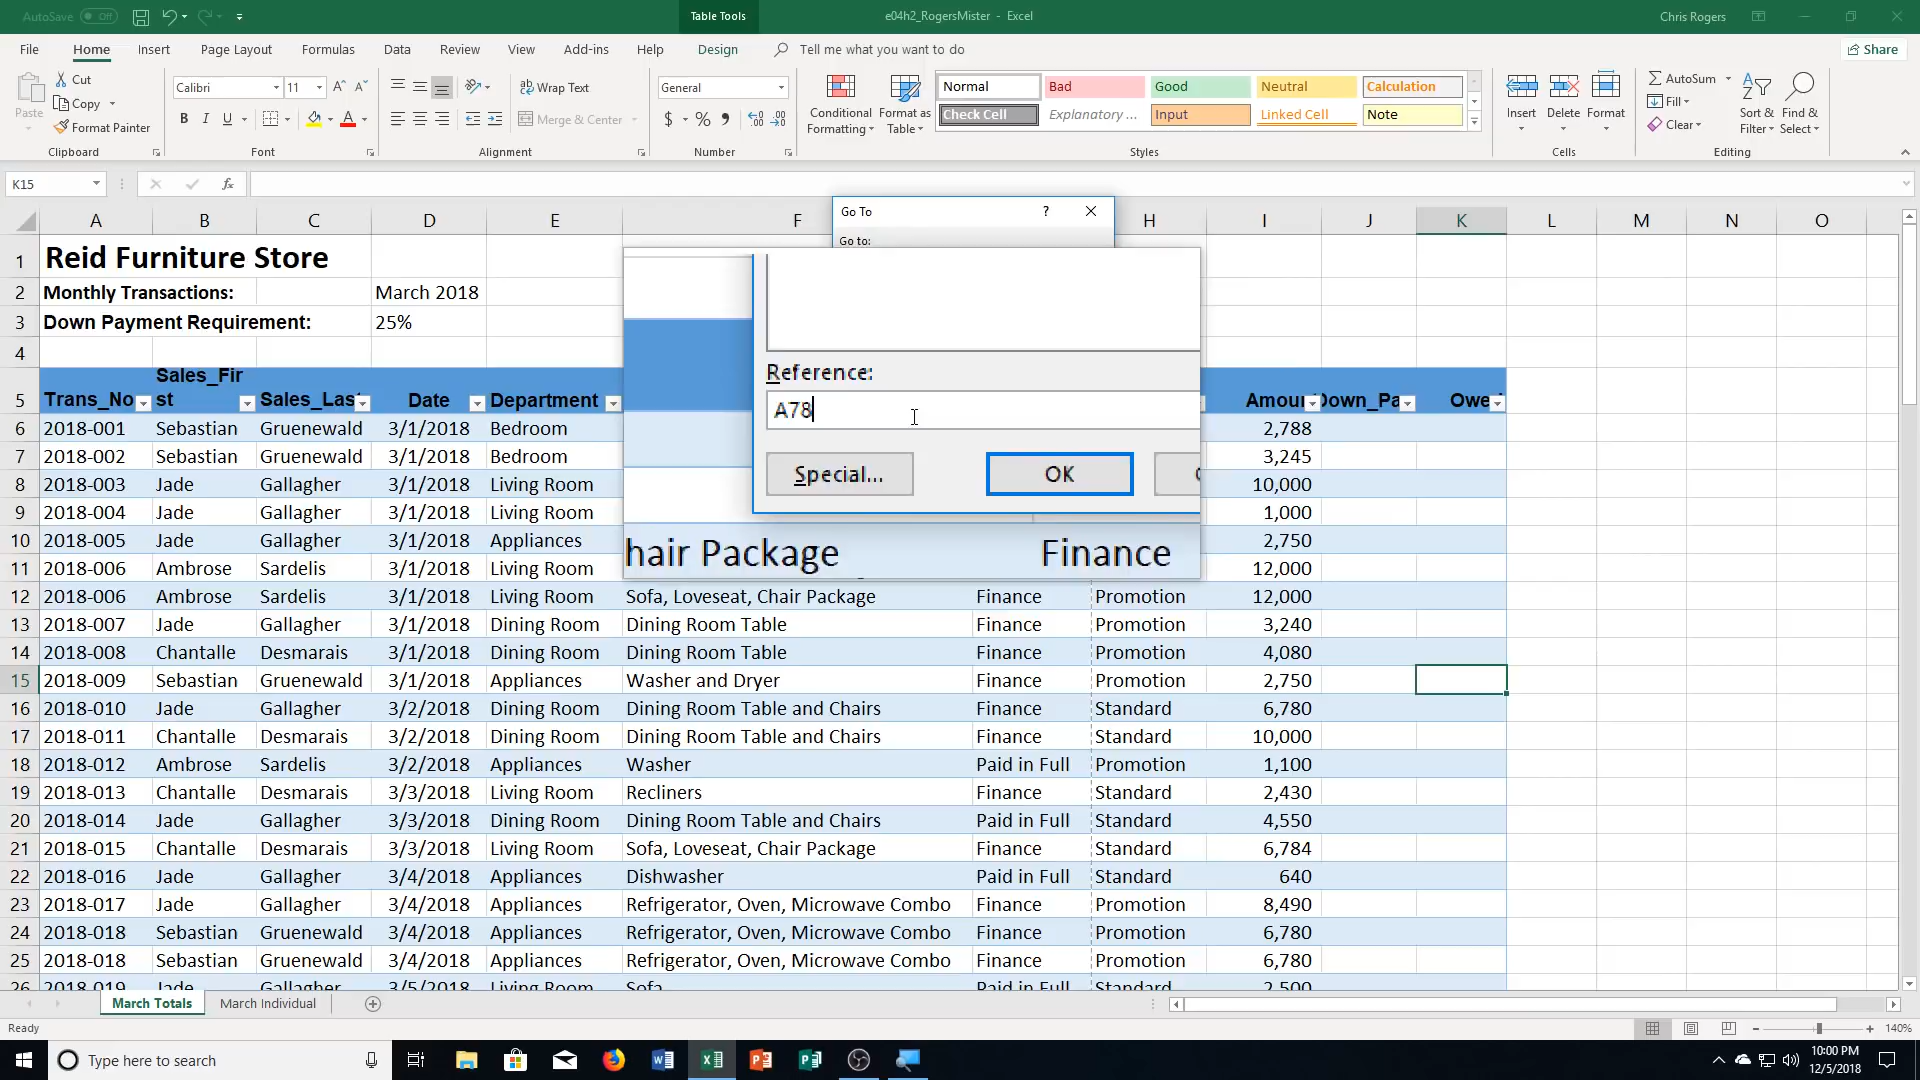 AutoSave Off
Table Tools
e04h2_RogersMister - Excel
Chris Rogers
File Home Insert Page Layout Formulas Data Review View Add-ins Help Design Tell me what you want to do Share
Paste
Cut
Copy
Format Painter
Clipboard
Calibri 11
B I U A
Font
Wrap Text
Merge & Center
Alignment
General
$ % ,
Number
Conditional Formatting
Format as Table
Normal Bad Good Neutral Calculation
Check Cell Explanatory ... Input Linked Cell Note
Styles
Insert Delete Format
Cells
AutoSum
Fill
Clear
Sort & Filter
Find & Select
Editing
K15
fx
A B C D E F H I J K L M N O
Go To ?
Go to:
1 Reid Furniture Store
2 Monthly Transactions: March 2018
3 Down Payment Requirement: 25%
4
Reference:
A78
Special... OK
hair Package Finance
5 Trans_No Sales_First Sales_Las Date Department Amou Down_Pa Owe
6 2018-001 Sebastian Gruenewald 3/1/2018 Bedroom 2,788
7 2018-002 Sebastian Gruenewald 3/1/2018 Bedroom 3,245
8 2018-003 Jade Gallagher 3/1/2018 Living Room 10,000
9 2018-004 Jade Gallagher 3/1/2018 Living Room 1,000
10 2018-005 Jade Gallagher 3/1/2018 Appliances 2,750
11 2018-006 Ambrose Sardelis 3/1/2018 Living Room 12,000
12 2018-006 Ambrose Sardelis 3/1/2018 Living Room Sofa, Loveseat, Chair Package Finance Promotion 12,000
13 2018-007 Jade Gallagher 3/1/2018 Dining Room Dining Room Table Finance Promotion 3,240
14 2018-008 Chantalle Desmarais 3/1/2018 Dining Room Dining Room Table Finance Promotion 4,080
15 2018-009 Sebastian Gruenewald 3/1/2018 Appliances Washer and Dryer Finance Promotion 2,750
16 2018-010 Jade Gallagher 3/2/2018 Dining Room Dining Room Table and Chairs Finance Standard 6,780
17 2018-011 Chantalle Desmarais 3/2/2018 Dining Room Dining Room Table and Chairs Finance Standard 10,000
18 2018-012 Ambrose Sardelis 3/2/2018 Appliances Washer Paid in Full Promotion 1,100
19 2018-013 Chantalle Desmarais 3/3/2018 Living Room Recliners Finance Standard 2,430
20 2018-014 Jade Gallagher 3/3/2018 Dining Room Dining Room Table and Chairs Paid in Full Standard 4,550
21 2018-015 Chantalle Desmarais 3/3/2018 Living Room Sofa, Loveseat, Chair Package Finance Standard 6,784
22 2018-016 Jade Gallagher 3/4/2018 Appliances Dishwasher Paid in Full Standard 640
23 2018-017 Jade Gallagher 3/4/2018 Appliances Refrigerator, Oven, Microwave Combo Finance Promotion 8,490
24 2018-018 Sebastian Gruenewald 3/4/2018 Appliances Refrigerator, Oven, Microwave Combo Finance Promotion 6,780
25 2018-018 Sebastian Gruenewald 3/4/2018 Appliances Refrigerator, Oven, Microwave Combo Finance Promotion 6,780
26 2018-019 Jade Gallagher 3/5/2018 Living Room Sofa Paid in Full Standard 2,500
March Totals March Individual
Ready
140%
Type here to search
10:00 PM
12/5/2018